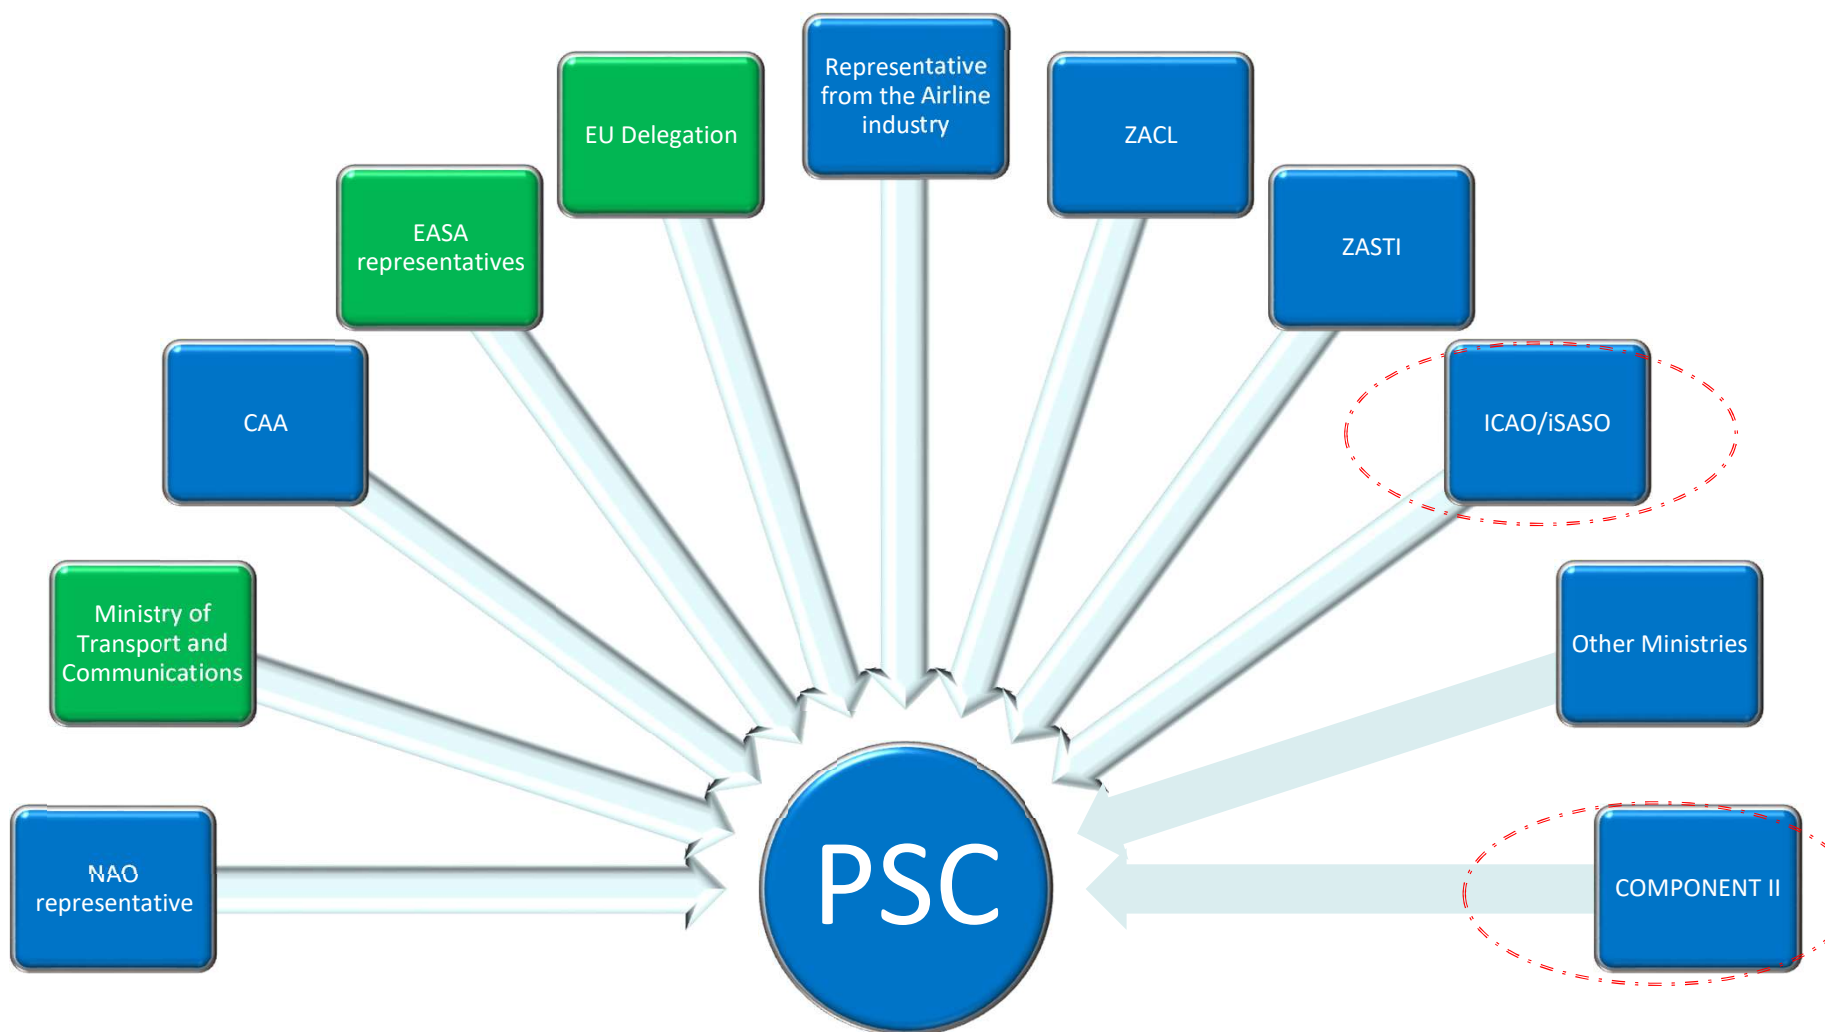 Representative
from the Airline
industry
EU Delegation
ZACL
EASA
representatives
ZASTI
CAA
ICAO/iSASO
Ministry of
Transport and
Communications
Other Ministries
NAO
representative
PSC
COMPONENT II